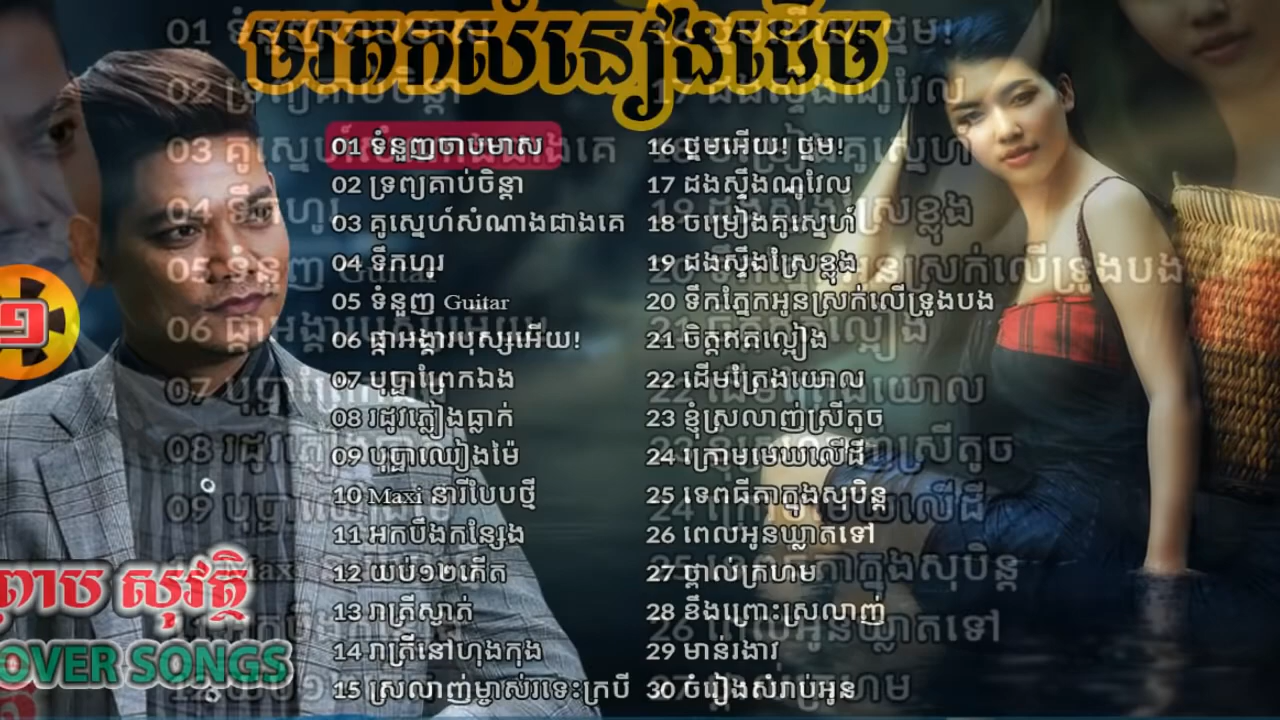 មរតកសំនៀងដើម
01 ទំនួញចាបមាស
02 ទ្រព្យគាប់ចិន្តា
03 គូស្នេហ៍សំណាងជាងគេ
04 ទឹកហូរ
05 ទំនួញ Guitar
06 ផ្កាអង្គារបុស្សអើយ!
07 បុប្ផាព្រែកឯង
08 រដូវភ្លៀងធ្លាក់
09 បុប្ផាឈៀងម៉ៃ
10 Maxi នារីបែបថ្មី
11 អកបឹងកន្សែង
12 យប់១២កើត
13 រាត្រីស្ងាក់
14 រាត្រីនៅហុងកុង
15 ស្រលាញ់ម្ចាស់រទេះក្របី
16 ថ្នមអើយ! ថ្នម!
17 ដងស្ទឹងណូវែល
18 ចម្រៀងគូស្នេហ៍
19 ដងស្ទឹងស្រែខ្លុង
20 ទឹកភ្នែកអូនស្រក់លើទ្រូងបង
21 ចិត្តឥតល្អៀង
22 ដើមត្រែងយោល
23 ខ្ញុំស្រលាញ់ស្រីតូច
24 ក្រោមមេឃលើដី
25 ទេពធីតាក្នុងសុបិន្ត
26 ពេលអូនឃ្លាតទៅ
27 ថ្ពាល់ក្រហម
28 ខឹងព្រោះស្រលាញ់
29 មាន់រងាវ
30 ចំរៀងសំរាប់អូន
១
ព្រាប សុវត្ថិ
OVER SONGS